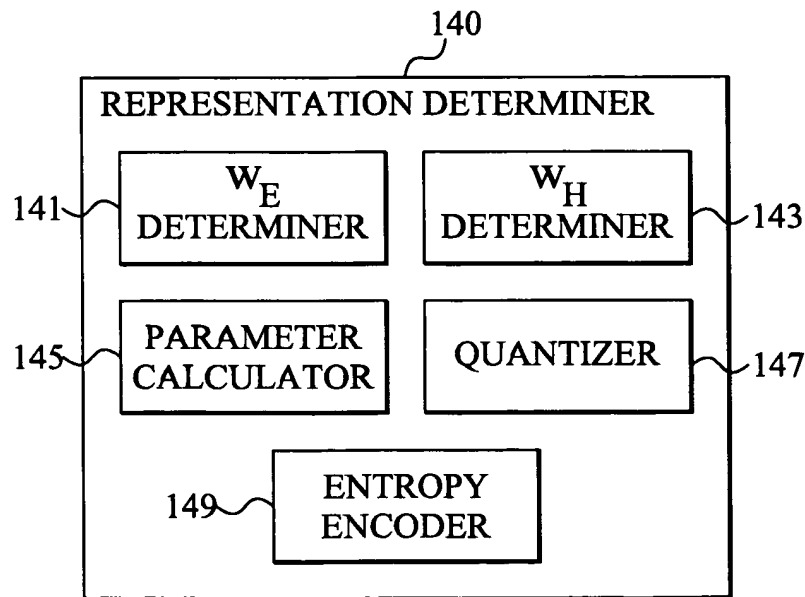 140
REPRESENTATION DETERMINER
W_E
DETERMINER
W_H
DETERMINER
141
143
PARAMETER
CALCULATOR
QUANTIZER
145
147
ENTROPY
ENCODER
149